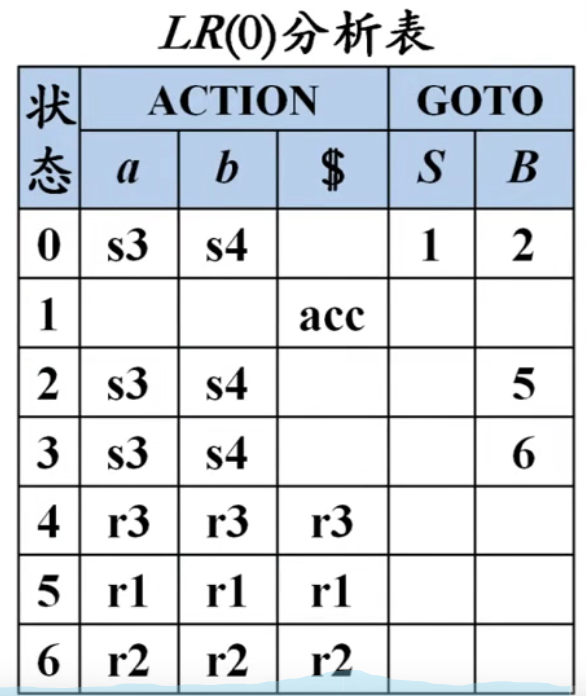 LR(0)分析表
状态 ACTION GOTO
a b $ S B
0 s3 s4 1 2
1 acc
2 s3 s4 5
3 s3 s4 6
4 r3 r3 r3
5 r1 r1 r1
6 r2 r2 r2